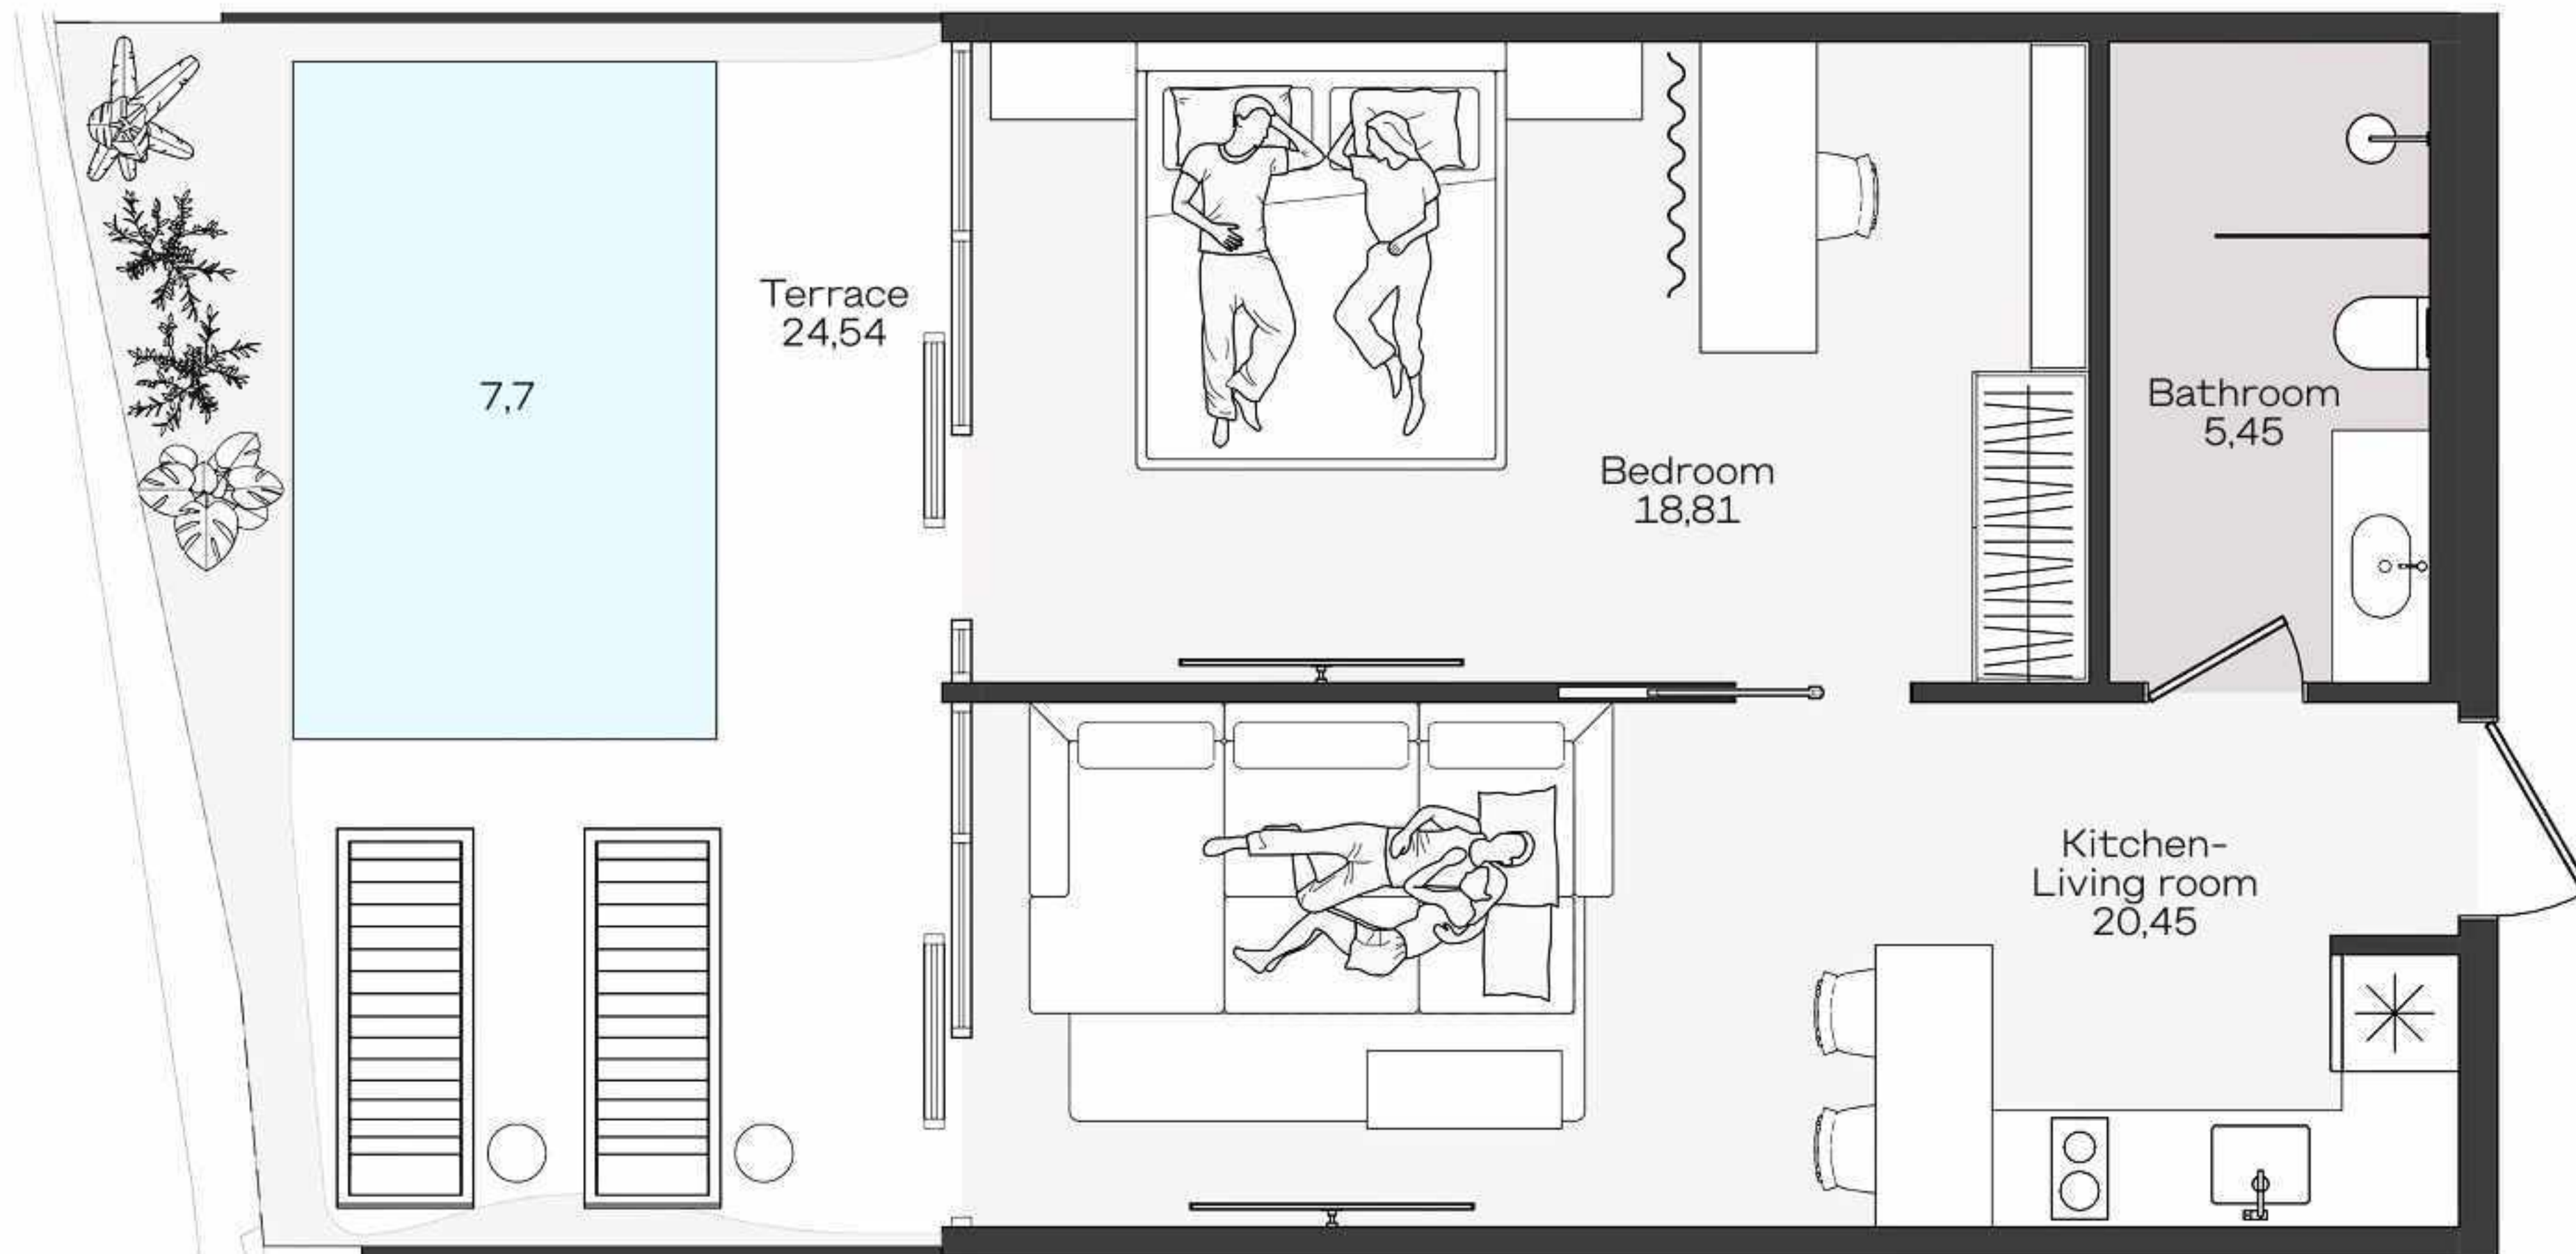 Terrace
24,54
7,7
Bedroom
18,81
Bathroom
5,45
Kitchen-
Living room
20,45